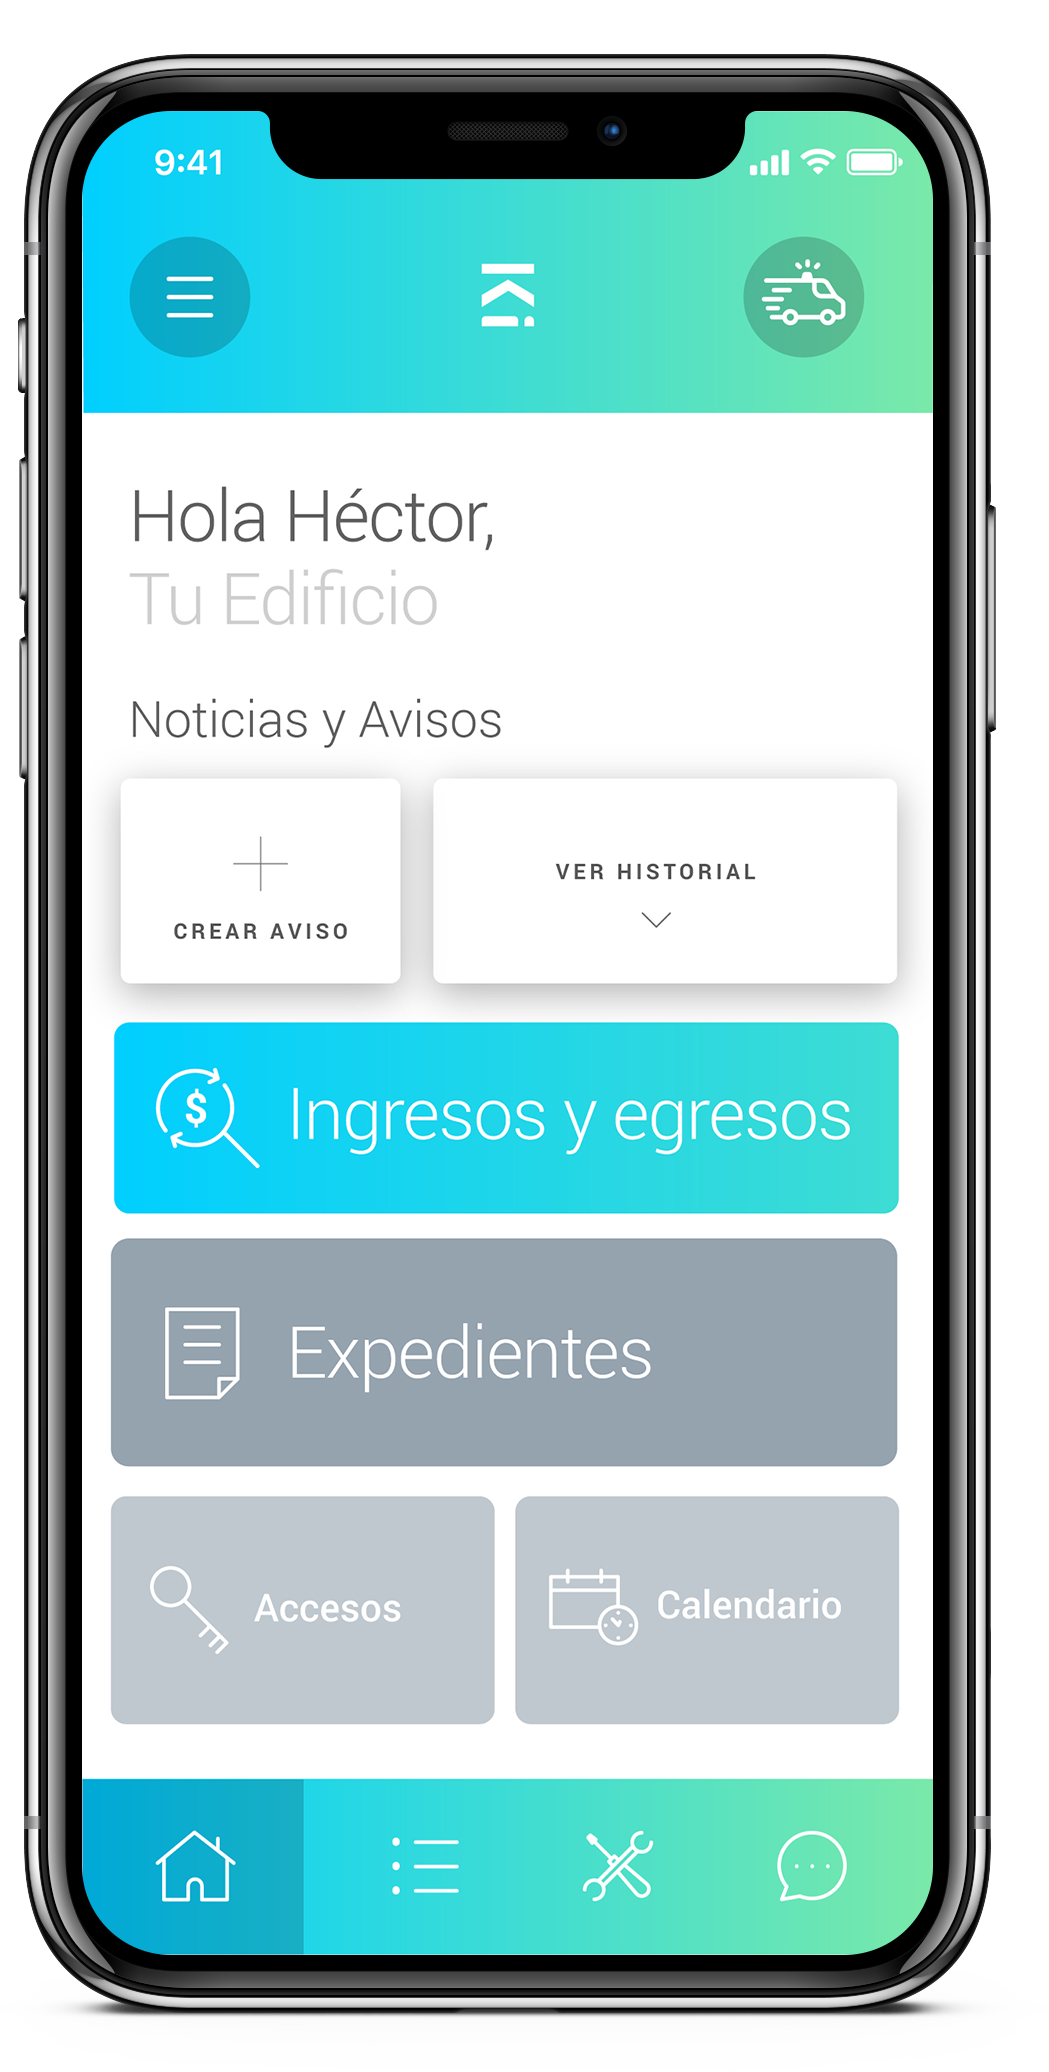 9:41
Hola Héctor,
Tu Edificio
Noticias y Avisos
CREAR AVISO
VER HISTORIAL
$ Ingresos y egresos
Expedientes
Accesos
Calendario